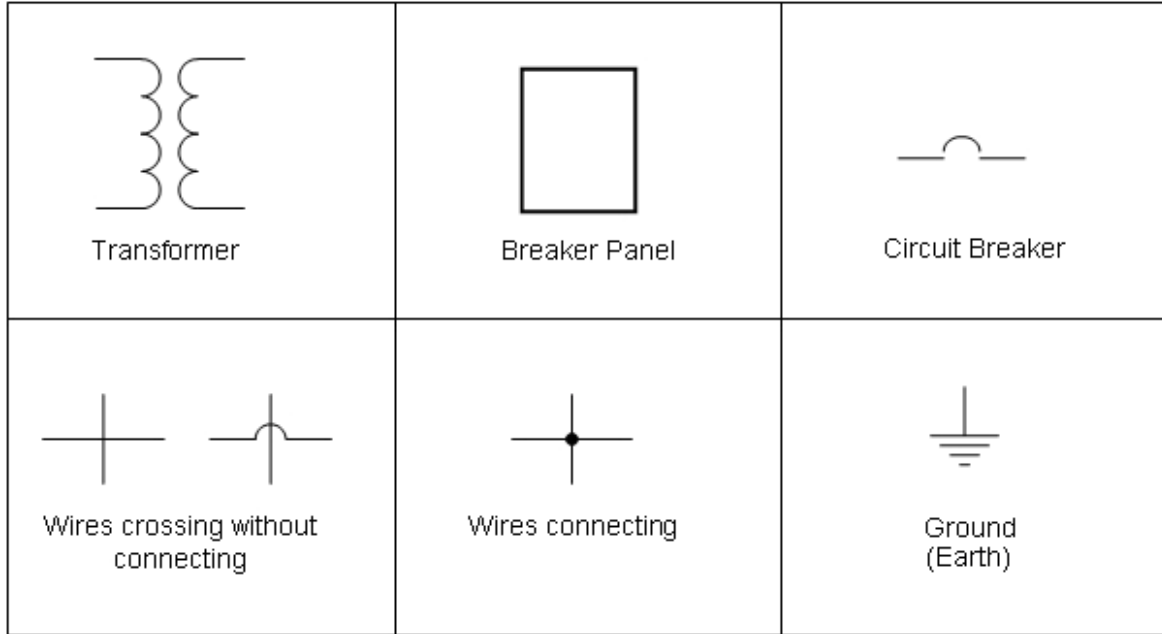 Transformer
Breaker Panel
Circuit Breaker
Wires crossing without
connecting
Wires connecting
Ground
(Earth)